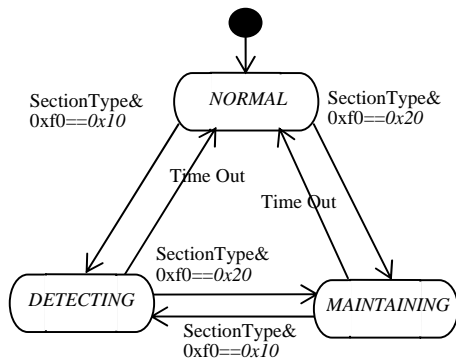 SectionType&
0xf0==0x10
NORMAL
SectionType&
0xf0==0x20
Time Out
Time Out
SectionType&
0xf0==0x20
DETECTING
MAINTAINING
SectionType&
0xf0==0x10